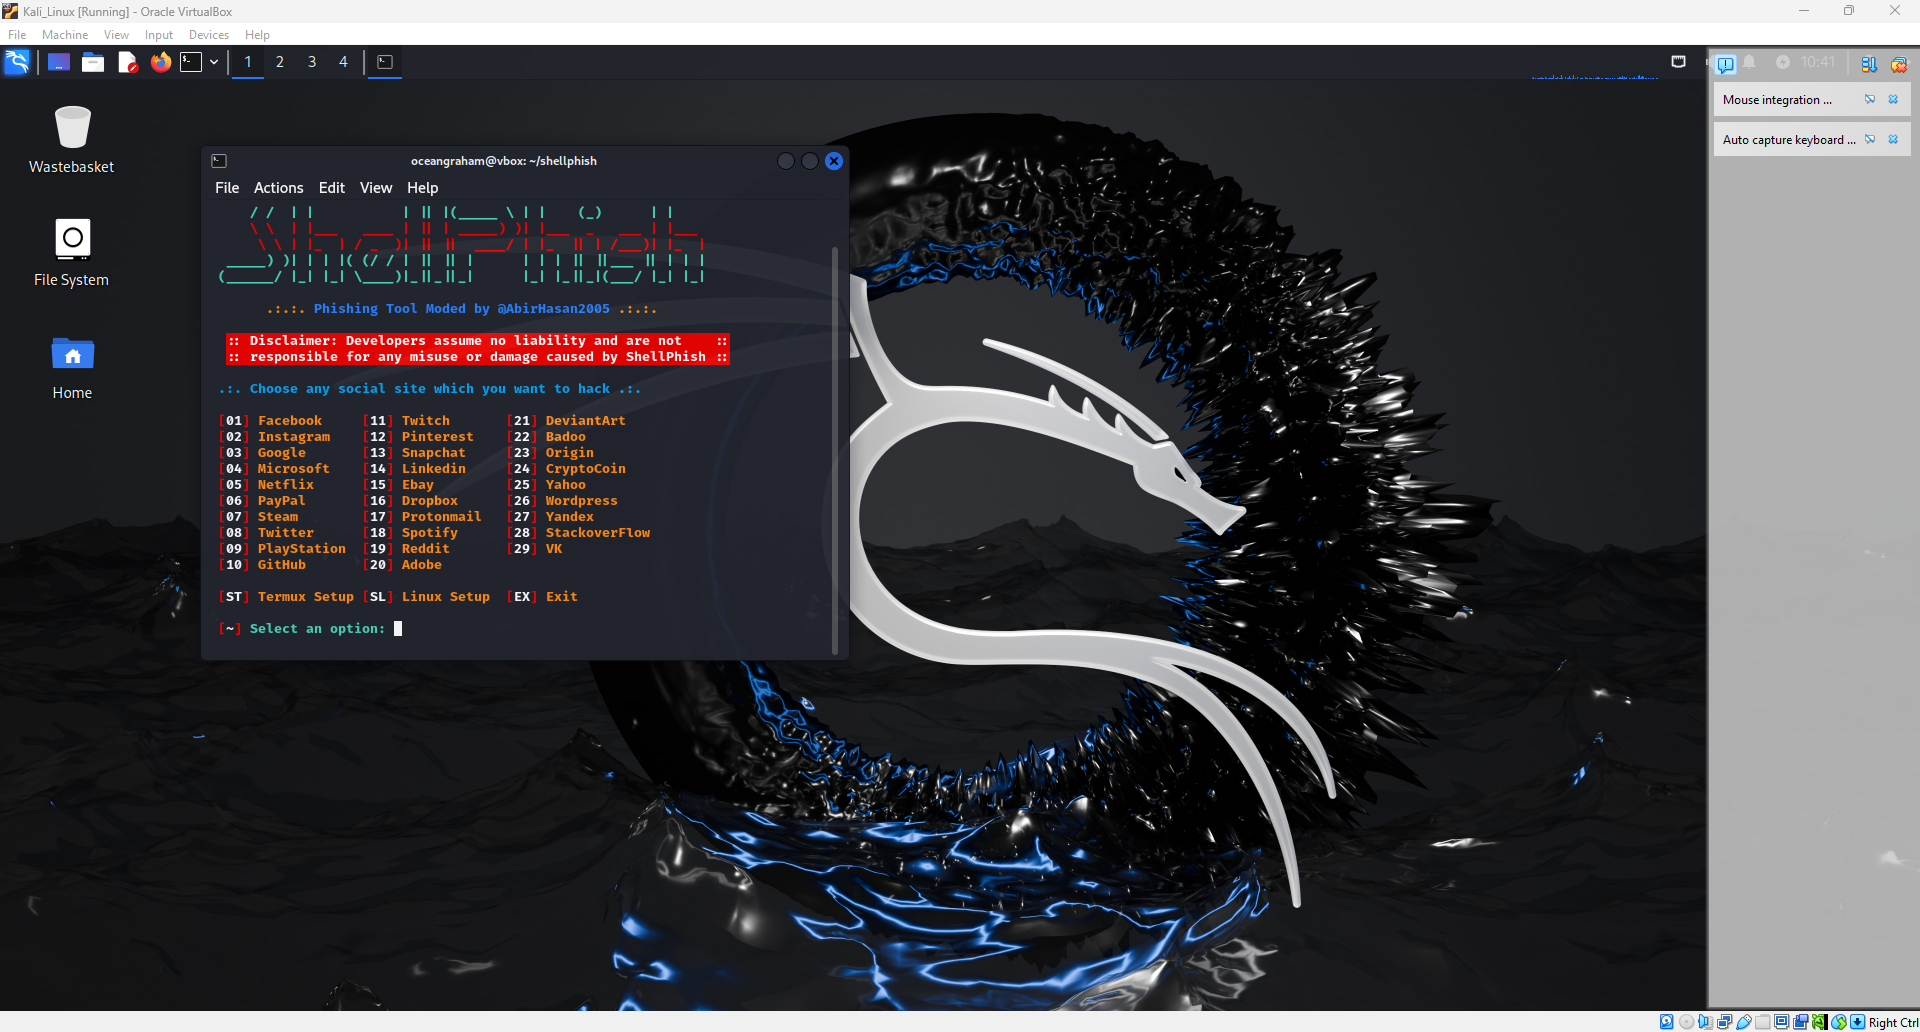 Kali_Linux [Running] - Oracle VirtualBox
File Machine View Input Devices Help
1 2 3 4
10:41
Mouse integration ...
Auto capture keyboard ...
Wastebasket
File System
Home
oceangraham@vbox: ~/shellphish
File Actions Edit View Help
ShellPhish
.:.:. Phishing Tool Moded by @AbirHasan2005 .:.:.
:: Disclaimer: Developers assume no liability and are not ::
:: responsible for any misuse or damage caused by ShellPhish ::
.:. Choose any social site which you want to hack .:.
[01] Facebook [11] Twitch [21] DeviantArt
[02] Instagram [12] Pinterest [22] Badoo
[03] Google [13] Snapchat [23] Origin
[04] Microsoft [14] Linkedin [24] CryptoCoin
[05] Netflix [15] Ebay [25] Yahoo
[06] PayPal [16] Dropbox [26] Wordpress
[07] Steam [17] Protonmail [27] Yandex
[08] Twitter [18] Spotify [28] StackoverFlow
[09] PlayStation [19] Reddit [29] VK
[10] GitHub [20] Adobe
[ST] Termux Setup [SL] Linux Setup [EX] Exit
[~] Select an option:
Right Ctrl